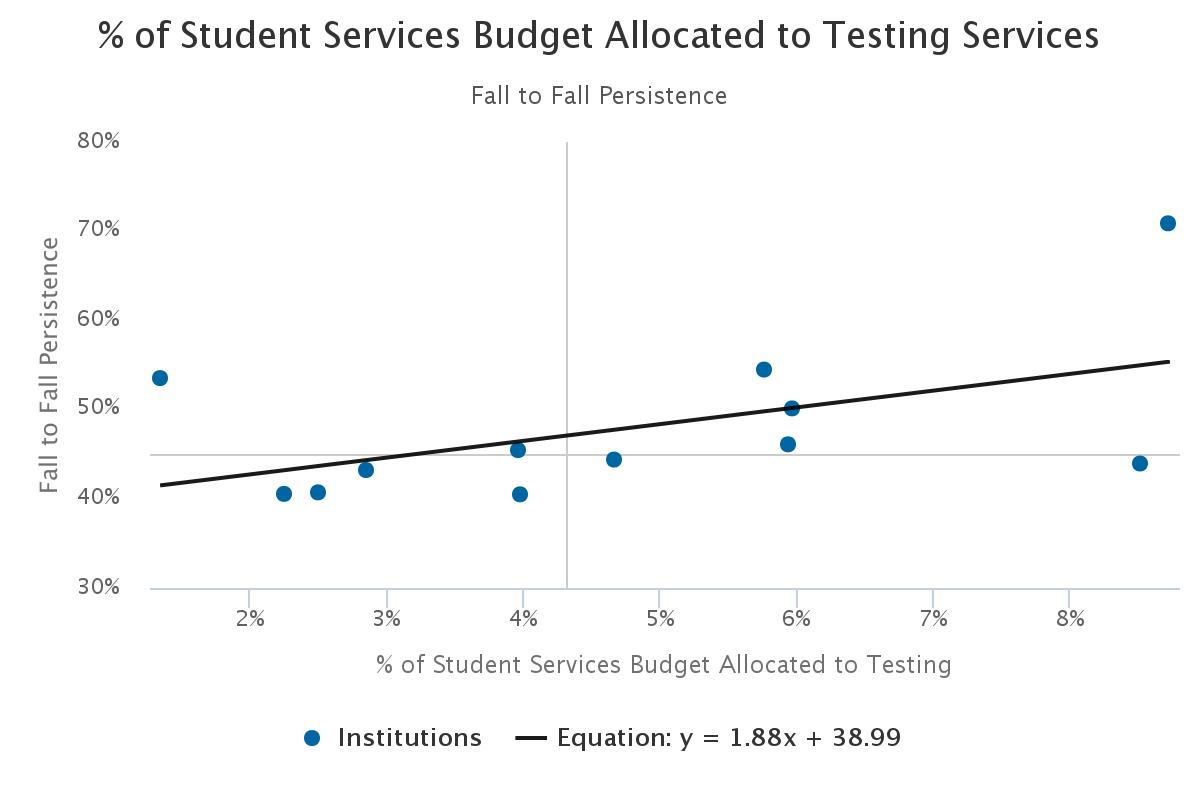 % of Student Services Budget Allocated to Testing Services
Fall to Fall Persistence
80%
70%
60%
50%
40%
30%
Fall to Fall Persistence
2% 3% 4% 5% 6% 7% 8%
% of Student Services Budget Allocated to Testing
Institutions Equation: y = 1.88x + 38.99